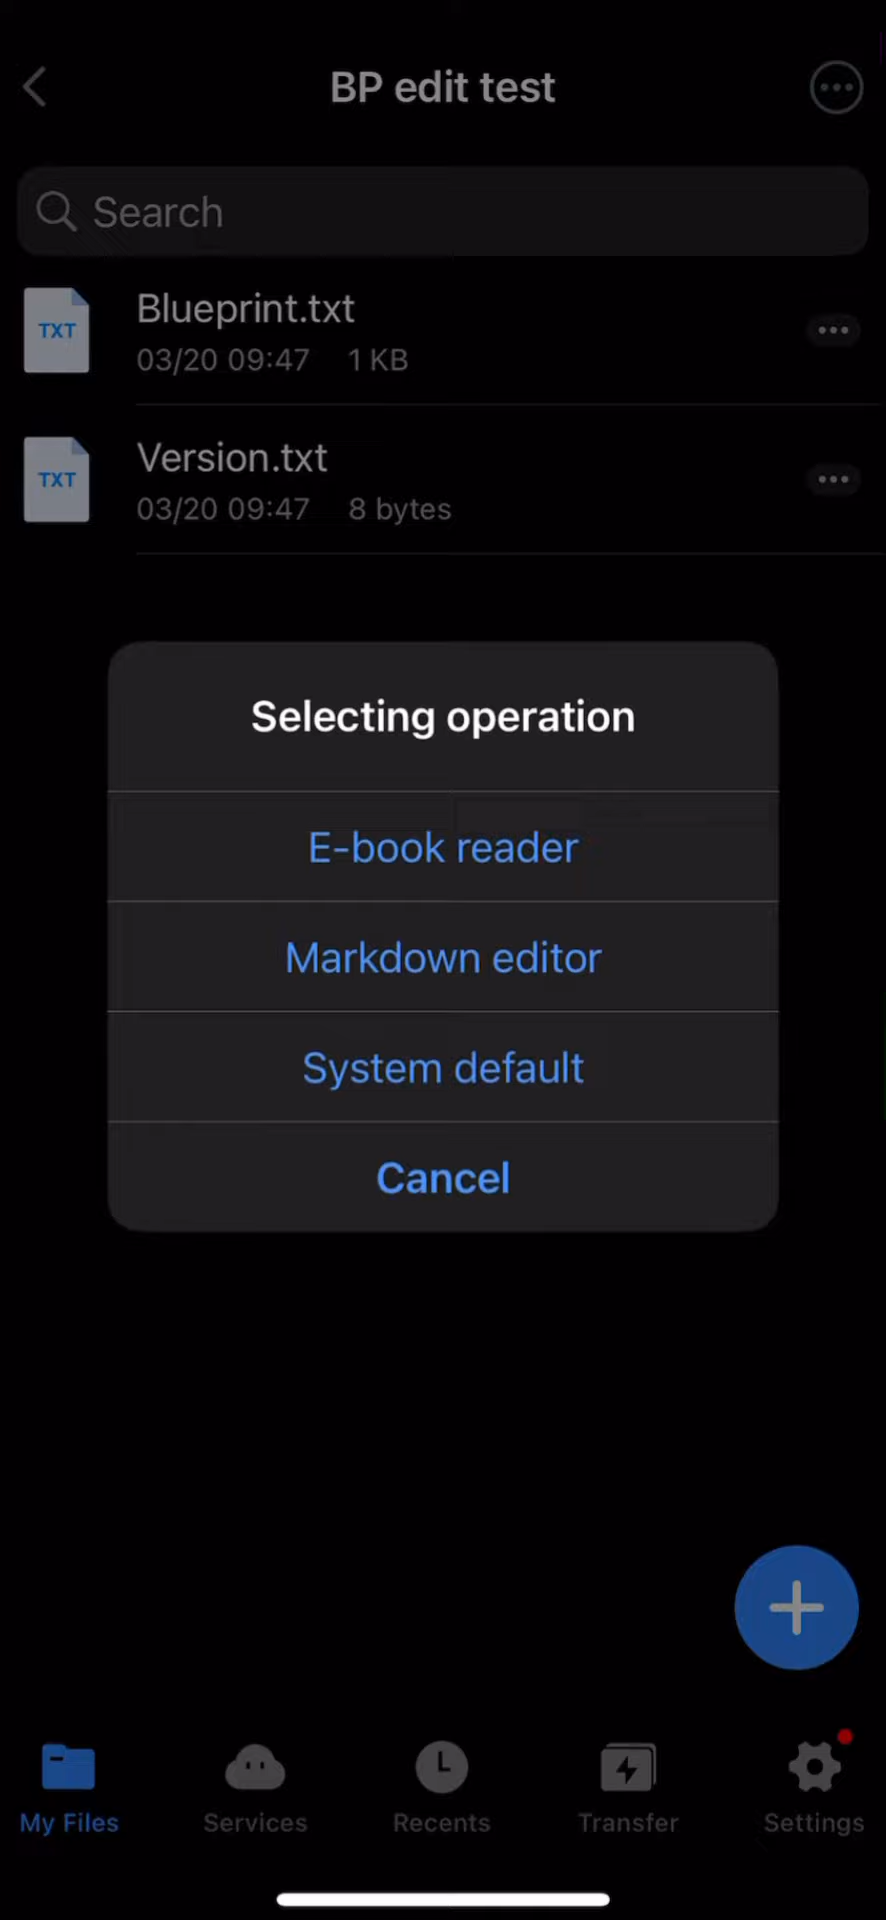 BP edit test
Search
TXT
Blueprint.txt
03/20 09:47 1 KB
TXT
Version.txt
03/20 09:47 8 bytes
Selecting operation
E-book reader
Markdown editor
System default
Cancel
My Files
Services
Recents
Transfer
Settings